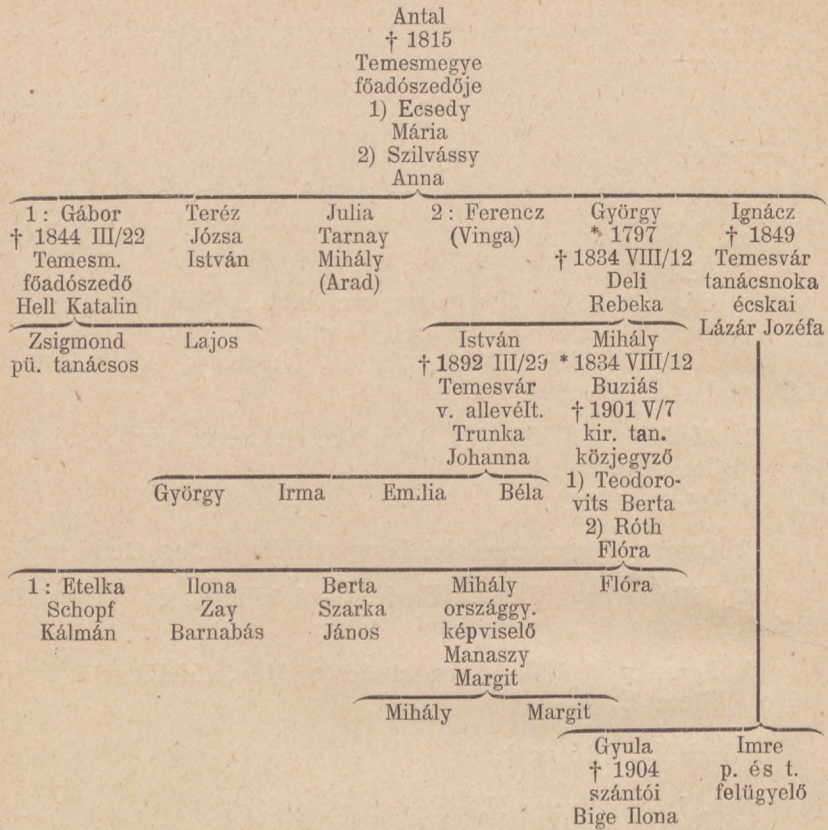 Antal
† 1815
Temesmegye
főadószedője
1) Ecsedy
Mária
2) Szilvássy
Anna
1 : Gábor
† 1844 III/22
Temesm.
főadószedő
Hell Katalin
Teréz
Józsa
István
Julia
Tarnay
Mihály
(Arad)
2 : Ferencz
(Vinga)
György
* 1797
† 1834 VIII/12
Deli
Rebeka
Ignácz
† 1849
Temesvár
tanácsnoka
écskai
Lázár Jozéfa
Zsigmond
pü. tanácsos
Lajos
István
† 1892 III/29
Temesvár
v. allevélt.
Trunka
Johanna
Mihály
* 1834 VIII/12
Buziás
† 1901 V/7
kir. tan.
közjegyző
1) Teodoro-
vits Berta
2) Róth
Flóra
György
Irma
Emilia
Béla
1 : Etelka
Schopf
Kálmán
Ilona
Zay
Barnabás
Berta
Szarka
János
Mihály
országgy.
képviselő
Manaszy
Margit
Flóra
Mihály
Margit
Gyula
† 1904
szántói
Bige Ilona
Imre
p. és t.
felügyelő